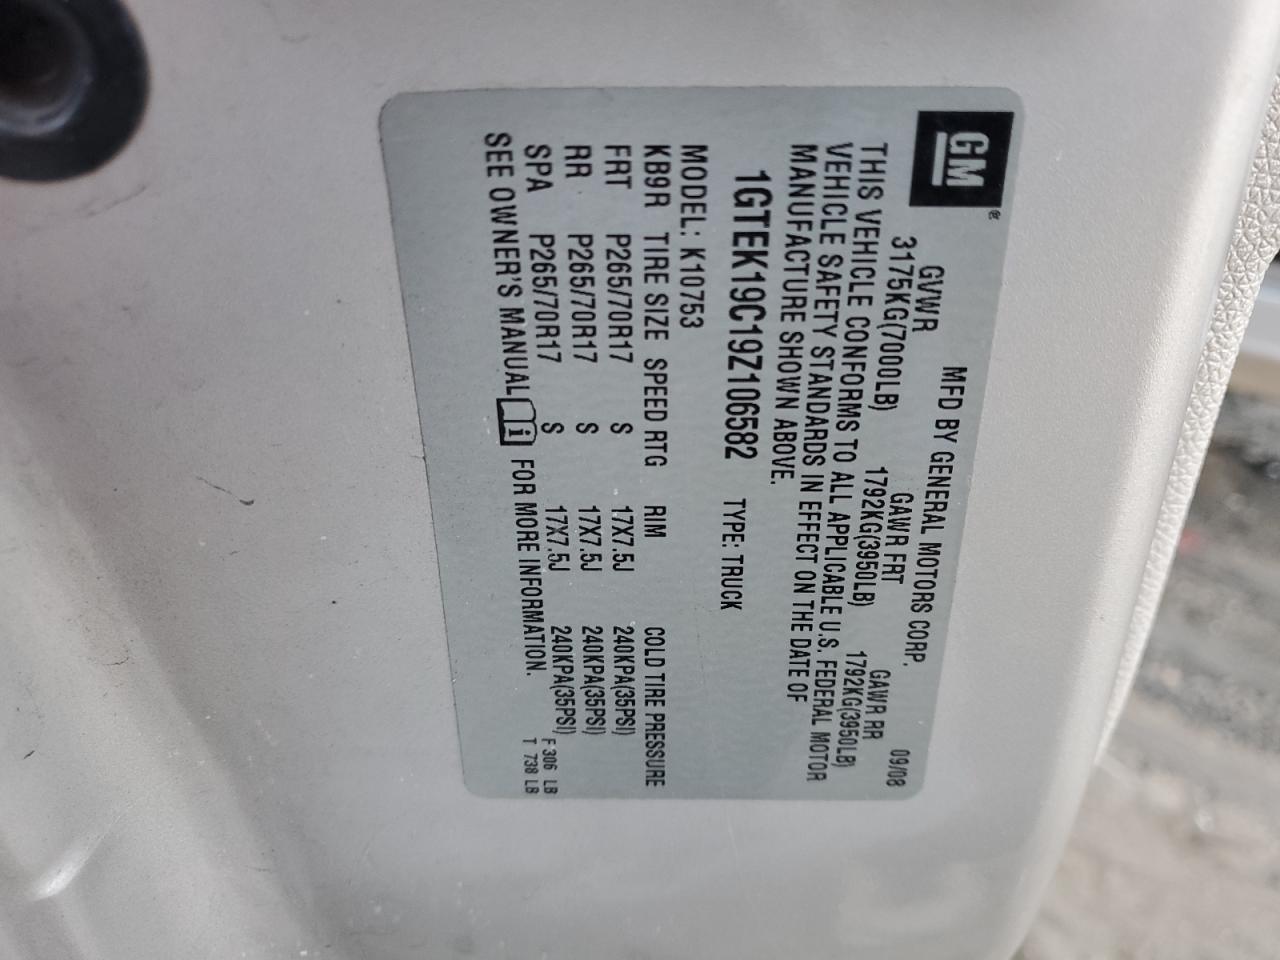 GM ®
MFD BY GENERAL MOTORS CORP. 09/08
GVWR GAWR FRT GAWR RR
3175KG(7000LB) 1792KG(3950LB) 1792KG(3950LB)
THIS VEHICLE CONFORMS TO ALL APPLICABLE U.S. FEDERAL MOTOR
VEHICLE SAFETY STANDARDS IN EFFECT ON THE DATE OF
MANUFACTURE SHOWN ABOVE.
1GTEK19C19Z106582 TYPE: TRUCK
MODEL: K10753
KB9R TIRE SIZE SPEED RTG RIM COLD TIRE PRESSURE
FRT P265/70R17 S 17X7.5J 240KPA(35PSI)
RR P265/70R17 S 17X7.5J 240KPA(35PSI)
SPA P265/70R17 S 17X7.5J 240KPA(35PSI) F 306 LB
SEE OWNER'S MANUAL i FOR MORE INFORMATION. T 738 LB